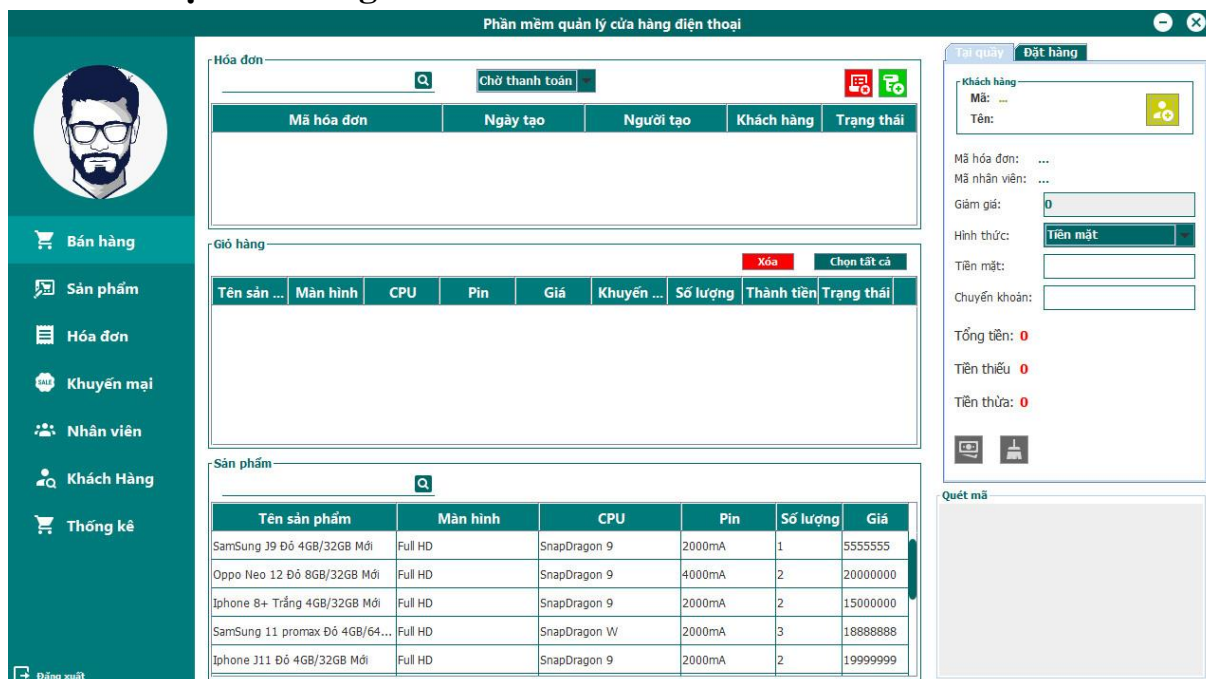 Phần mềm quản lý cửa hàng điện thoại
Bán hàng
Sản phẩm
Hóa đơn
SALE
Khuyến mại
Nhân viên
Khách Hàng
Thống kê
Đăng xuất
Hóa đơn
Chờ thanh toán
Mã hóa đơn Ngày tạo Người tạo Khách hàng Trạng thái
Giỏ hàng
Xóa Chọn tất cả
Tên sản ... Màn hình CPU Pin Giá Khuyến ... Số lượng Thành tiền Trạng thái
Sản phẩm
Tên sản phẩm Màn hình CPU Pin Số lượng Giá
SamSung J9 Đỏ 4GB/32GB Mới Full HD SnapDragon 9 2000mA 1 5555555
Oppo Neo 12 Đỏ 8GB/32GB Mới Full HD SnapDragon 9 4000mA 2 20000000
Iphone 8+ Trắng 4GB/32GB Mới Full HD SnapDragon 9 2000mA 2 15000000
SamSung 11 promax Đỏ 4GB/64... Full HD SnapDragon W 2000mA 3 18888888
Iphone J11 Đỏ 4GB/32GB Mới Full HD SnapDragon 9 2000mA 2 19999999
Tại quầy Đặt hàng
Khách hàng
Mã: ...
Tên:
Mã hóa đơn: ...
Mã nhân viên: ...
Giảm giá: 0
Hình thức: Tiền mặt
Tiền mặt:
Chuyển khoản:
Tổng tiền: 0
Tiền thiếu 0
Tiền thừa: 0
Quét mã